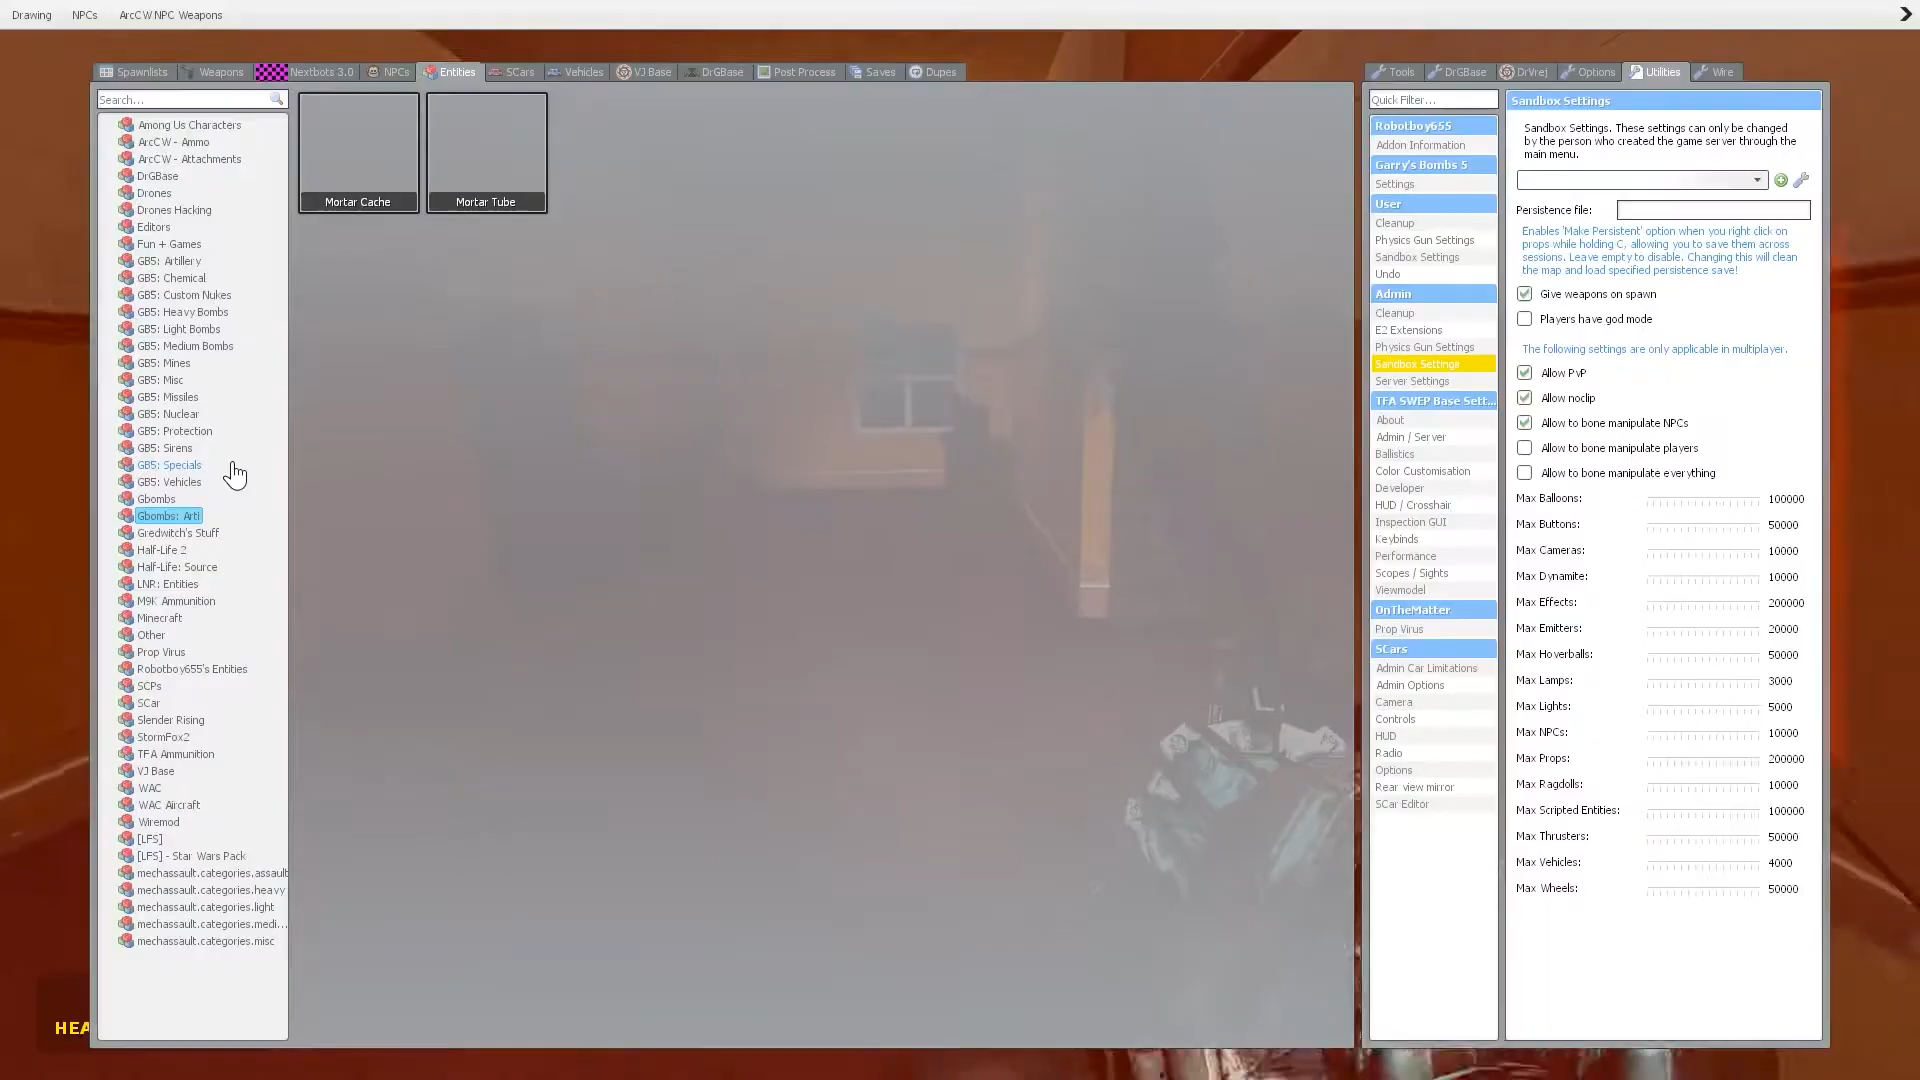 Drawing NPCs ArcCW NPC Weapons
Spawnlists Weapons Nextbots 3.0 NPCs Entities SCars Vehicles VJ Base DrGBase Post Process Saves Dupes
Search...
Among Us Characters
ArcCW - Ammo
ArcCW - Attachments
DrGBase
Drones
Drones Hacking
Editors
Fun + Games
GB5: Artillery
GB5: Chemical
GB5: Custom Nukes
GB5: Heavy Bombs
GB5: Light Bombs
GB5: Medium Bombs
GB5: Mines
GB5: Misc
GB5: Missiles
GB5: Nuclear
GB5: Protection
GB5: Sirens
GB5: Specials
GB5: Vehicles
Gbombs
Gbombs: Arti
Gredwitch's Stuff
Half-Life 2
Half-Life: Source
LNR: Entities
M9K Ammunition
Minecraft
Other
Prop Virus
Robotboy655's Entities
SCPs
SCar
Slender Rising
StormFox2
TFA Ammunition
VJ Base
WAC
WAC Aircraft
Wiremod
[LFS]
[LFS] - Star Wars Pack
mechassault.categories.assault
mechassault.categories.heavy
mechassault.categories.light
mechassault.categories.medi...
mechassault.categories.misc
Mortar Cache
Mortar Tube
HEA
Tools DrGBase DrVrej Options Utilities Wire
Quick Filter...
Robotboy655
Addon Information
Garry's Bombs 5
Settings
User
Cleanup
Physics Gun Settings
Sandbox Settings
Undo
Admin
Cleanup
E2 Extensions
Physics Gun Settings
Sandbox Settings
Server Settings
TFA SWEP Base Sett...
About
Admin / Server
Ballistics
Color Customisation
Developer
HUD / Crosshair
Inspection GUI
Keybinds
Performance
Scopes / Sights
Viewmodel
OnTheMatter
Prop Virus
SCars
Admin Car Limitations
Admin Options
Camera
Controls
HUD
Radio
Options
Rear view mirror
SCar Editor
Sandbox Settings
Sandbox Settings. These settings can only be changed
by the person who created the game server through the
main menu.
Persistence file:
Enables 'Make Persistent' option when you right click on
props while holding C, allowing you to save them across
sessions. Leave empty to disable. Changing this will clean
the map and load specified persistence save!
Give weapons on spawn
Players have god mode
The following settings are only applicable in multiplayer.
Allow PvP
Allow noclip
Allow to bone manipulate NPCs
Allow to bone manipulate players
Allow to bone manipulate everything
Max Balloons: 100000
Max Buttons: 50000
Max Cameras: 10000
Max Dynamite: 10000
Max Effects: 200000
Max Emitters: 20000
Max Hoverballs: 50000
Max Lamps: 3000
Max Lights: 5000
Max NPCs: 10000
Max Props: 200000
Max Ragdolls: 10000
Max Scripted Entities: 100000
Max Thrusters: 50000
Max Vehicles: 4000
Max Wheels: 50000